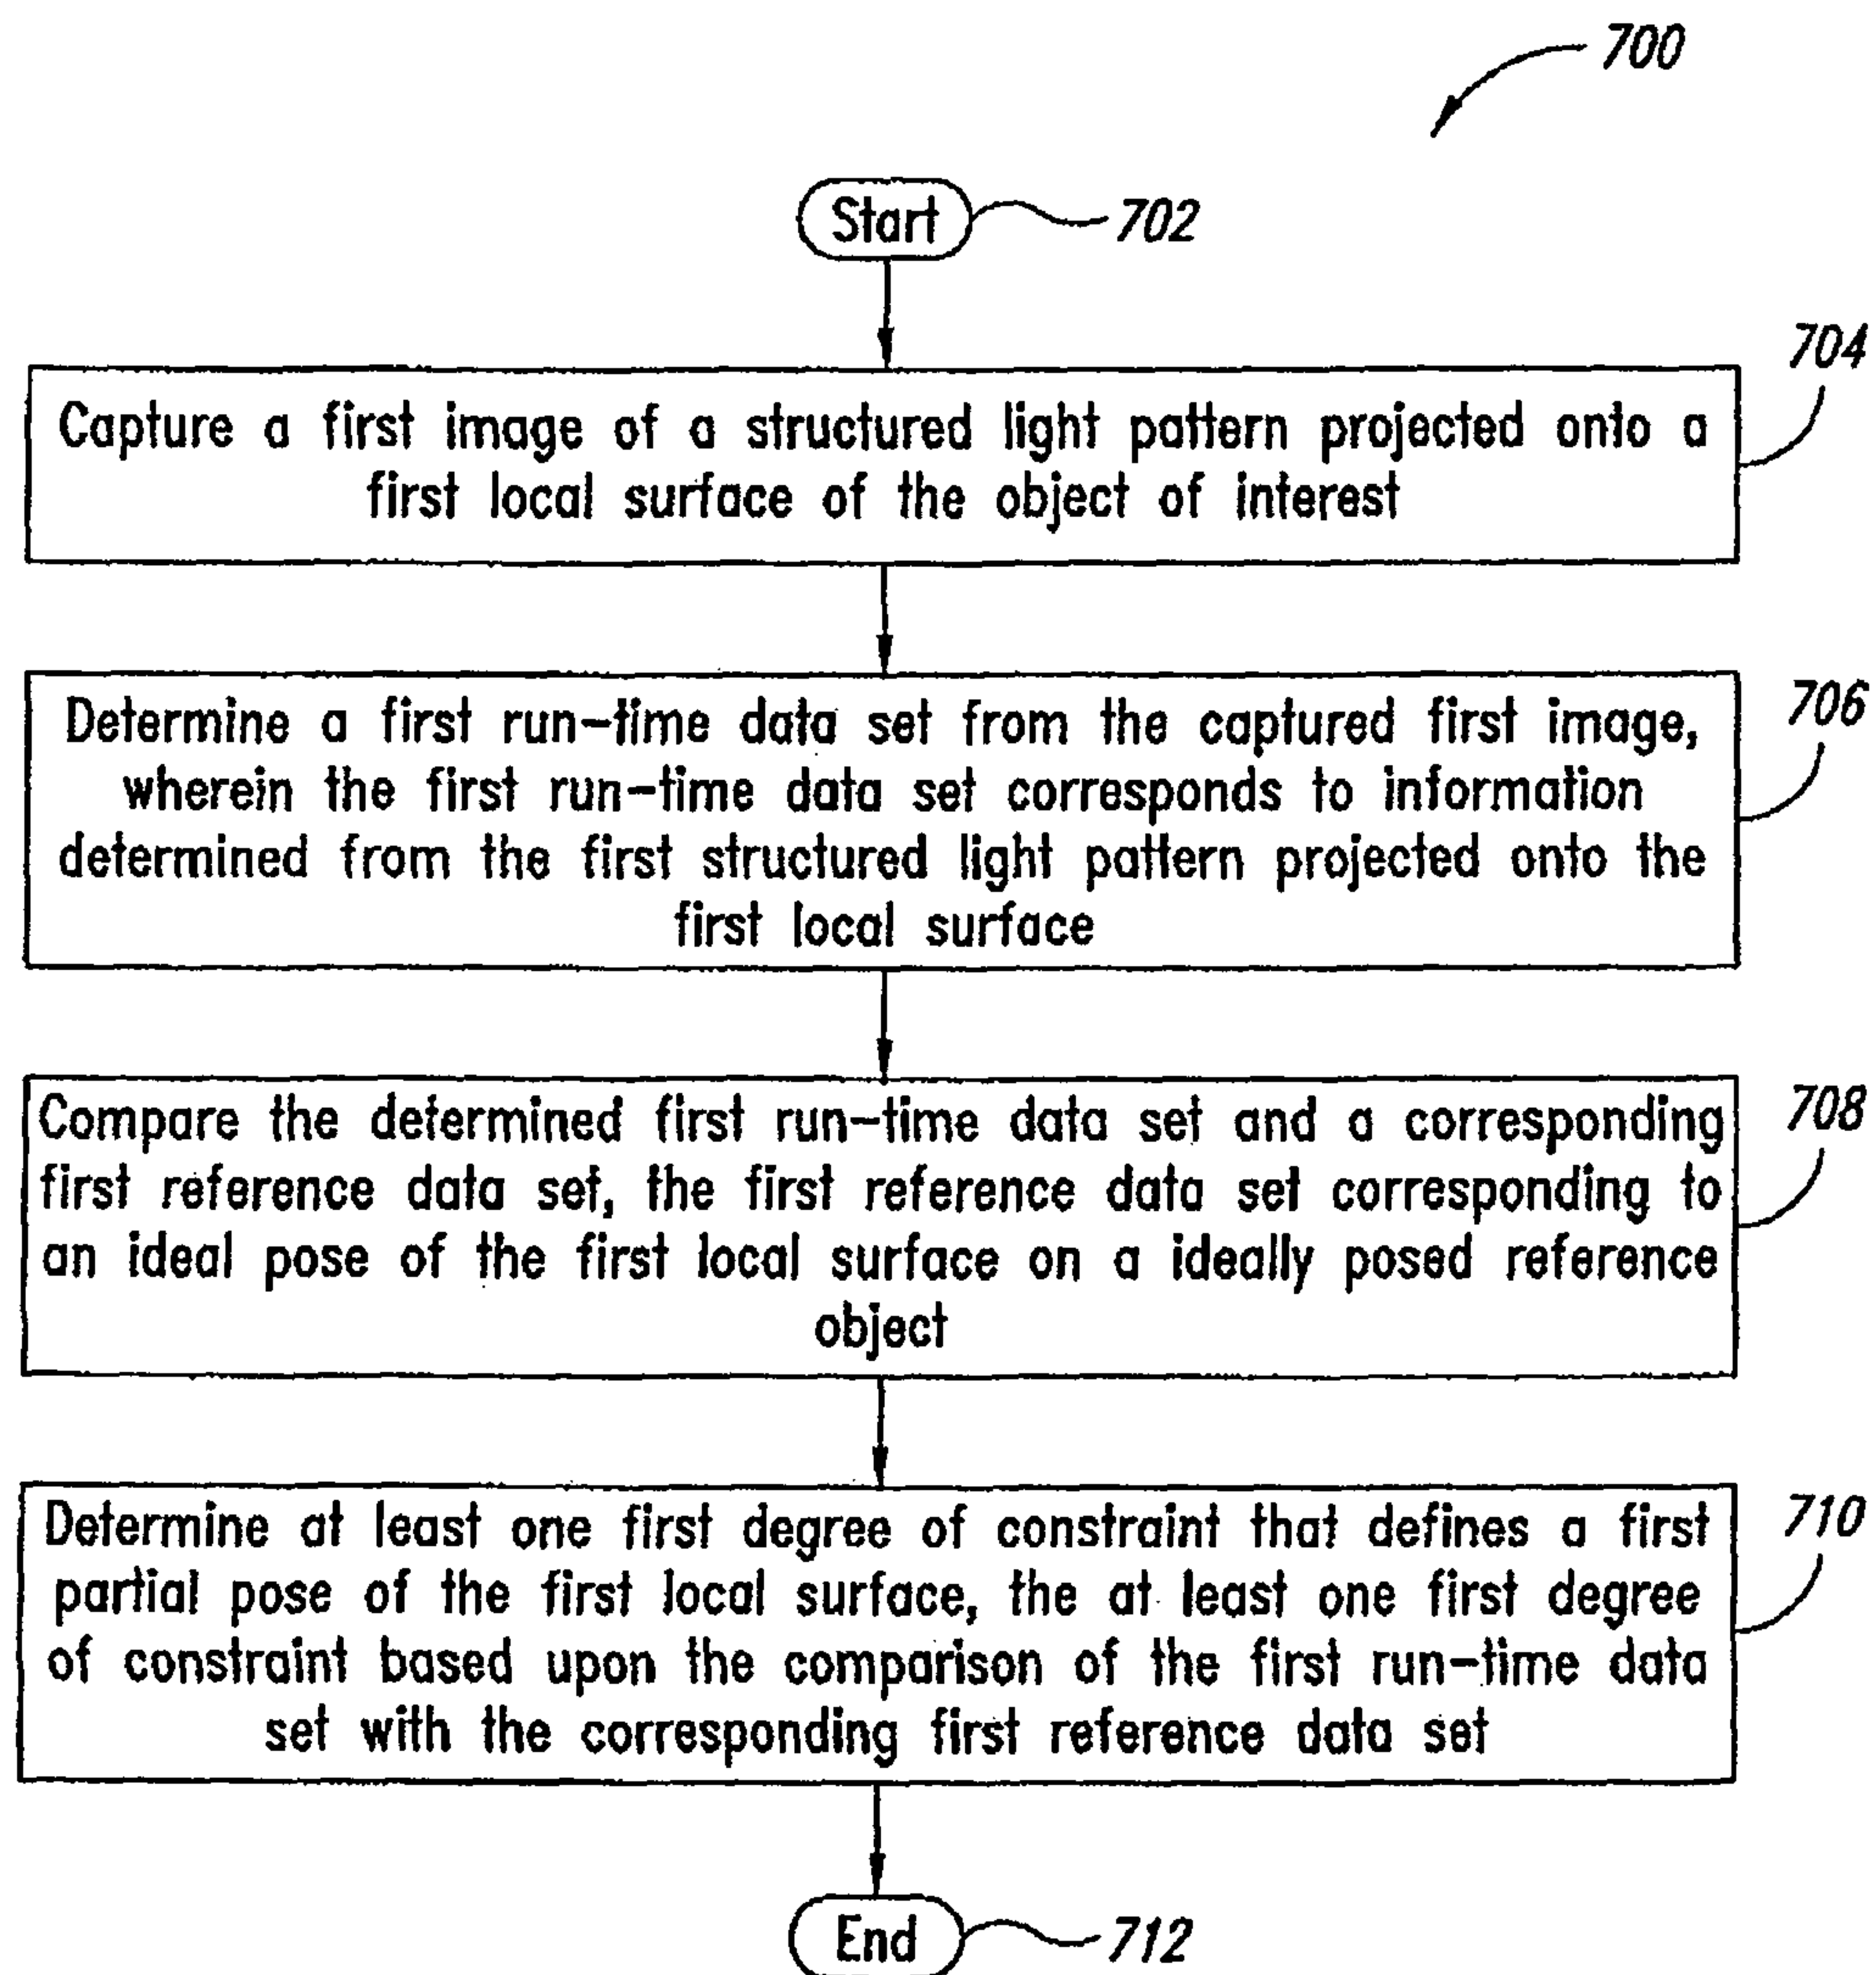 700
Start
702
704
Capture a first image of a structured light pattern projected onto a
first local surface of the object of interest
706
Determine a first run-time data set from the captured first image,
wherein the first run-time data set corresponds to information
determined from the first structured light pattern projected onto the
first local surface
708
Compare the determined first run-time data set and a corresponding
first reference data set, the first reference data set corresponding to
an ideal pose of the first local surface on a ideally posed reference
object
710
Determine at least one first degree of constraint that defines a first
partial pose of the first local surface, the at least one first degree
of constraint based upon the comparison of the first run-time data
set with the corresponding first reference data set
End
712